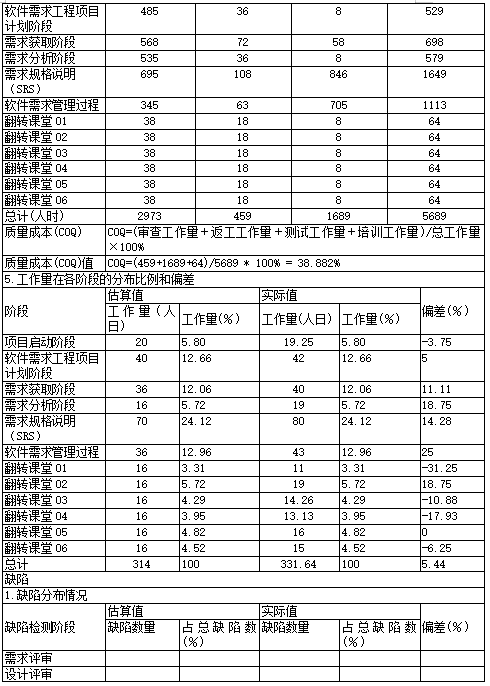 软件需求工程项目 485 36 8 529
计划阶段
需求获取阶段 568 72 58 698
需求分析阶段 535 36 8 579
需求规格说明 695 108 846 1649
（SRS）
软件需求管理过程 345 63 705 1113
翻转课堂 01 38 18 8 64
翻转课堂 02 38 18 8 64
翻转课堂 03 38 18 8 64
翻转课堂 04 38 18 8 64
翻转课堂 05 38 18 8 64
翻转课堂 06 38 18 8 64
总计(人时) 2973 459 1689 5689
质量成本(COQ) COQ=(审查工作量＋返工工作量＋测试工作量＋培训工作量)/总工作量
×100%
质量成本(COQ)值 COQ=(459+1689+64)/5689 * 100% = 38.882%
5.工作量在各阶段的分布比例和偏差
阶段 估算值 实际值 偏差(%)
工作量（人日） 工作量(%) 工作量(人日) 工作量(%)
项目启动阶段 20 5.80 19.25 5.80 -3.75
软件需求工程项目 40 12.66 42 12.66 5
计划阶段
需求获取阶段 36 12.06 40 12.06 11.11
需求分析阶段 16 5.72 19 5.72 18.75
需求规格说明 70 24.12 80 24.12 14.28
（SRS）
软件需求管理过程 36 12.96 43 12.96 25
翻转课堂 01 16 3.31 11 3.31 -31.25
翻转课堂 02 16 5.72 19 5.72 18.75
翻转课堂 03 16 4.29 14.26 4.29 -10.88
翻转课堂 04 16 3.95 13.13 3.95 -17.93
翻转课堂 05 16 4.82 16 4.82 0
翻转课堂 06 16 4.52 15 4.52 -6.25
总计 314 100 331.64 100 5.44
缺陷
1.缺陷分布情况
缺陷检测阶段 估算值 实际值 偏差(%)
缺陷数量 占总缺陷数(%) 缺陷数量 占总缺陷数(%)
需求评审
设计评审